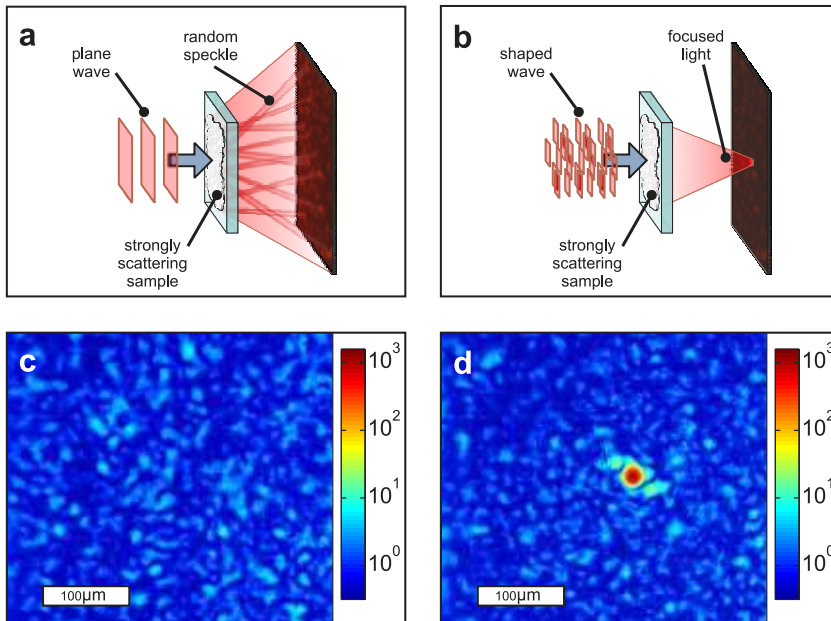 a
plane
wave
random
speckle
strongly
scattering
sample
b
shaped
wave
focused
light
strongly
scattering
sample
c
10³
10²
10¹
10⁰
100µm
d
10³
10²
10¹
10⁰
100µm